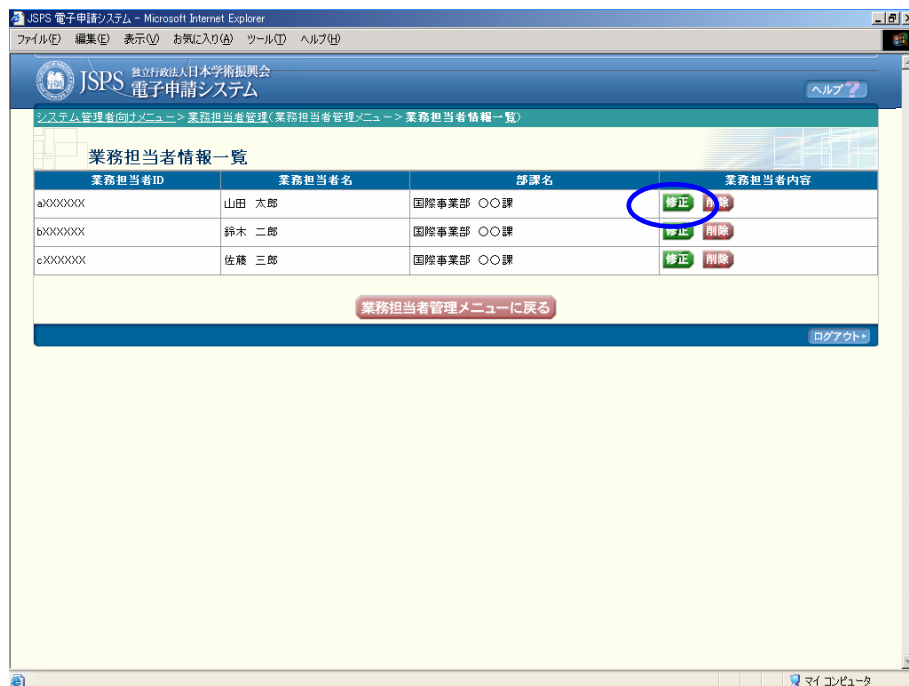 JSPS 電子申請システム - Microsoft Internet Explorer
ファイル(F) 編集(E) 表示(V) お気に入り(A) ツール(T) ヘルプ(H)
JSPS 独立行政法人日本学術振興会
電子申請システム
ヘルプ ?
システム管理者向けメニュー>業務担当者管理(業務担当者管理メニュー>業務担当者情報一覧)
業務担当者情報一覧
業務担当者ID 業務担当者名 部課名 業務担当者内容
aXXXXXX 山田 太郎 国際事業部 〇〇課 修正 削除
bXXXXXX 鈴木 二郎 国際事業部 〇〇課 修正 削除
cXXXXXX 佐藤 三郎 国際事業部 〇〇課 修正 削除
業務担当者管理メニューに戻る
ログアウト
マイ コンピュータ